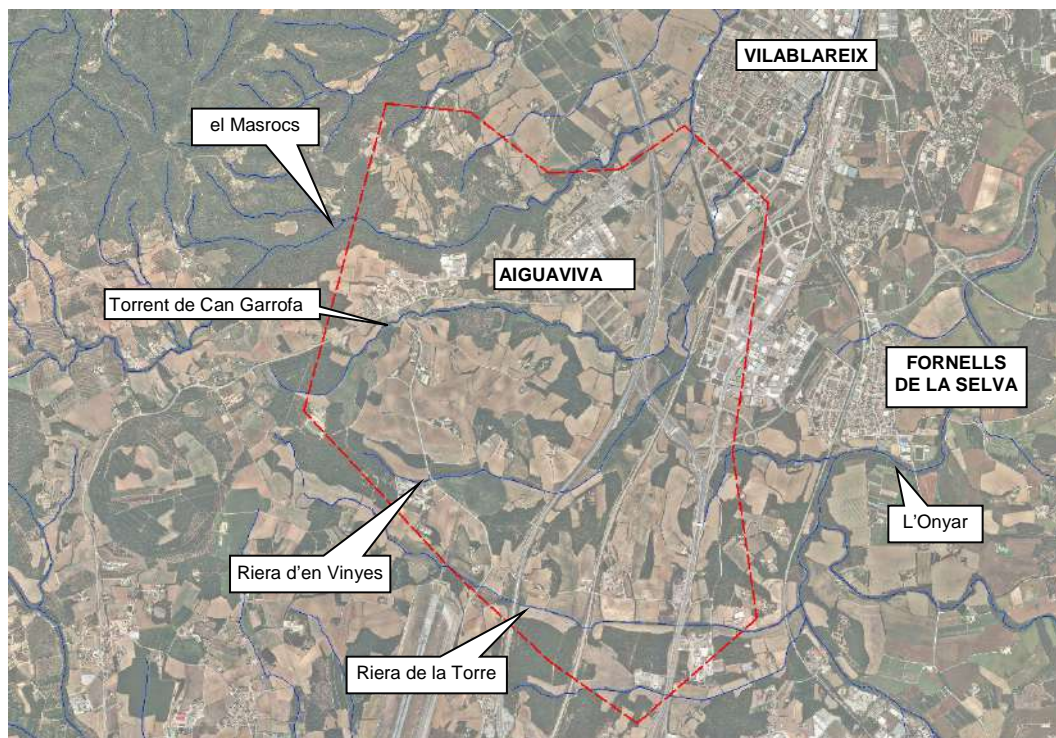 VILABLAREIX
el Masrocs
AIGUAVIVA
Torrent de Can Garrofa
FORNELLS
DE LA SELVA
L'Onyar
Riera d'en Vinyes
Riera de la Torre